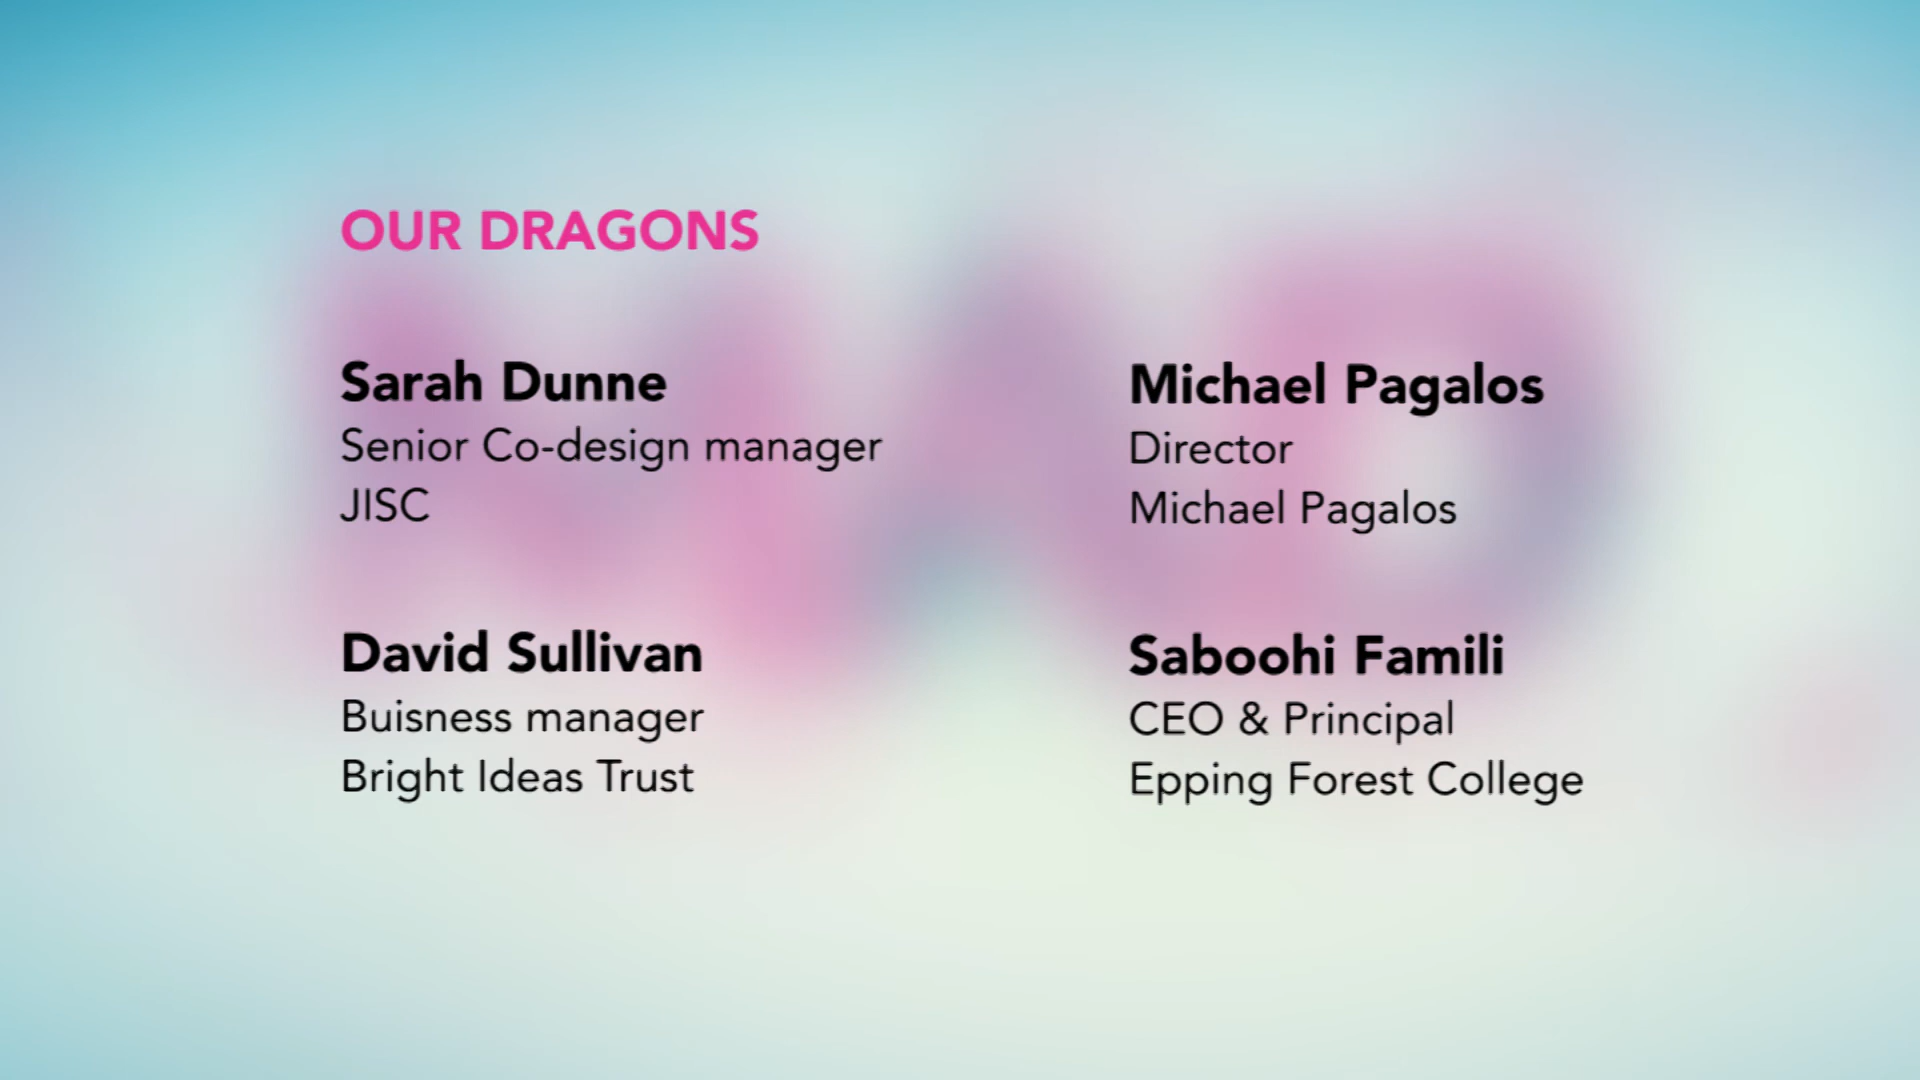 OUR DRAGONS
Sarah Dunne
Senior Co-design manager
JISC
Michael Pagalos
Director
Michael Pagalos
David Sullivan
Buisness manager
Bright Ideas Trust
Saboohi Famili
CEO & Principal
Epping Forest College